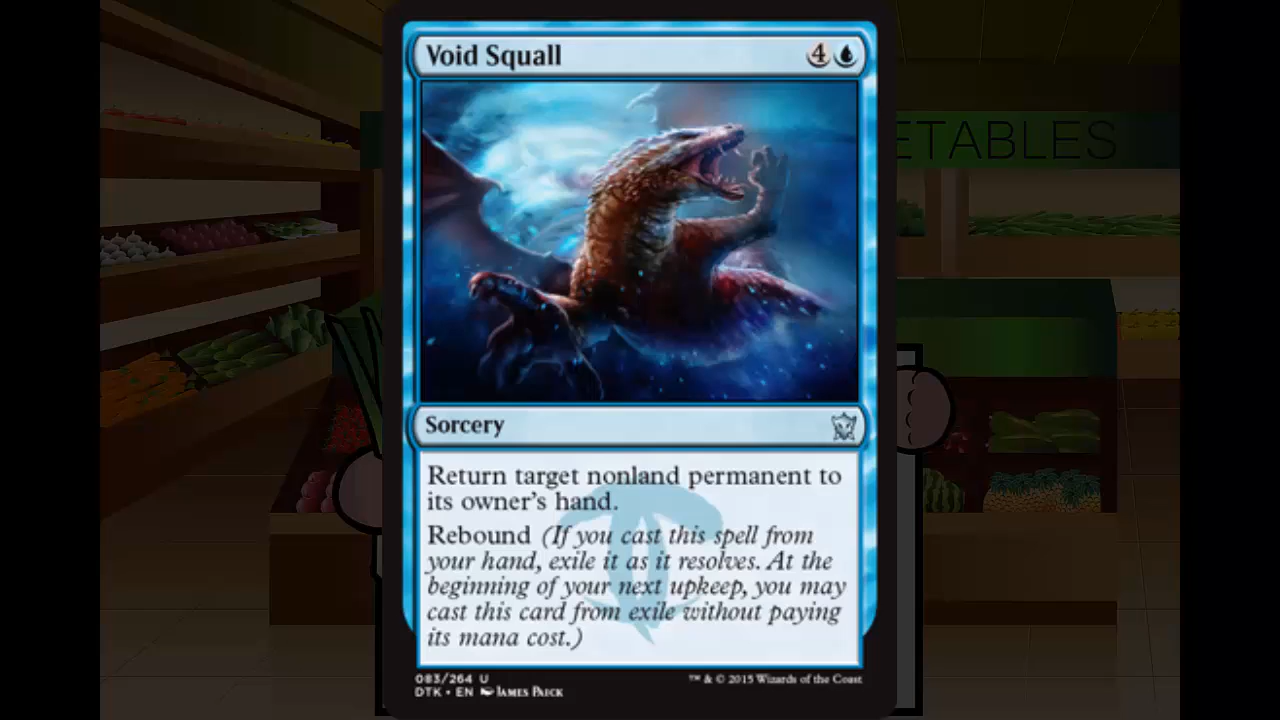 Void Squall
4
ETABLES
Sorcery
Return target nonland permanent to
its owner's hand.
Rebound (If you cast this spell from
your hand, exile it as it resolves. At the
beginning of your next upkeep, you may
cast this card from exile without paying
its mana cost.)
083/264 U
™ & © 2015 Wizards of the Coast
DTK • EN James Paick